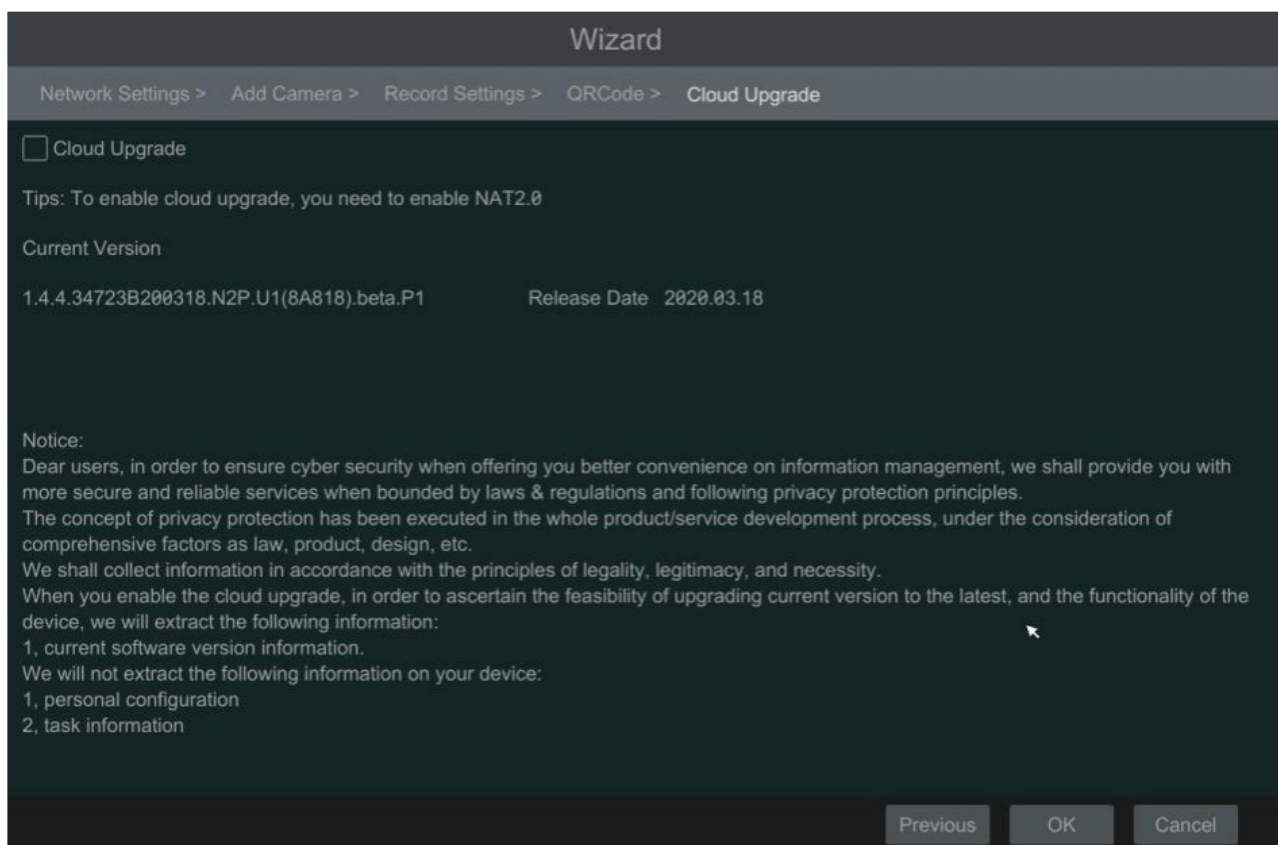 Wizard
Network Settings > Add Camera > Record Settings > QRCode > Cloud Upgrade
Cloud Upgrade
Tips: To enable cloud upgrade, you need to enable NAT2.0
Current Version
1.4.4.34723B200318.N2P.U1(8A818).beta.P1 Release Date 2020.03.18
Notice:
Dear users, in order to ensure cyber security when offering you better convenience on information management, we shall provide you with
more secure and reliable services when bounded by laws & regulations and following privacy protection principles.
The concept of privacy protection has been executed in the whole product/service development process, under the consideration of
comprehensive factors as law, product, design, etc.
We shall collect information in accordance with the principles of legality, legitimacy, and necessity.
When you enable the cloud upgrade, in order to ascertain the feasibility of upgrading current version to the latest, and the functionality of the
device, we will extract the following information:
1, current software version information.
We will not extract the following information on your device:
1, personal configuration
2, task information
Previous OK Cancel